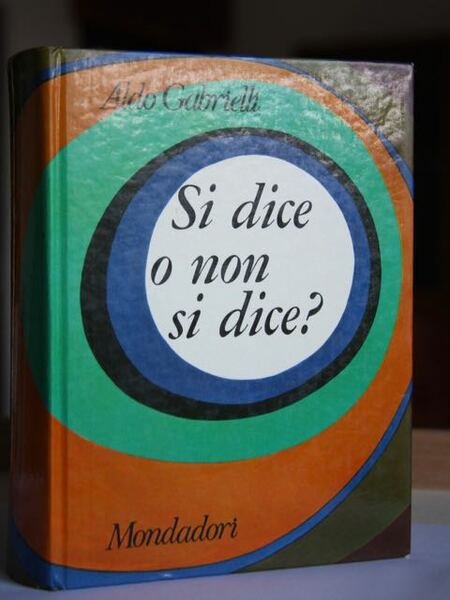 Aldo Gabrielli
Si dice
o non
si dice?
Mondadori